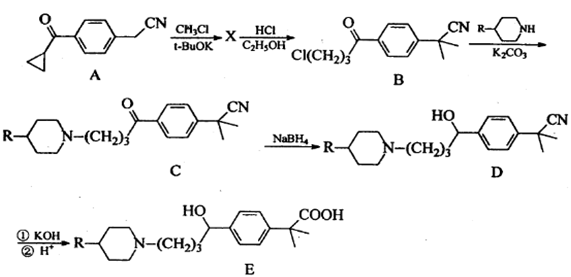 O CN CH₃Cl t-BuOK X HCl C₂H₅OH O CN Cl(CH₂)₃ R NH K₂CO₃
A B
R N-(CH₂)₃ O CN NaBH₄ R N-(CH₂)₃ HO CN
C D
① KOH ② H⁺ R N-(CH₂)₃ HO COOH
E